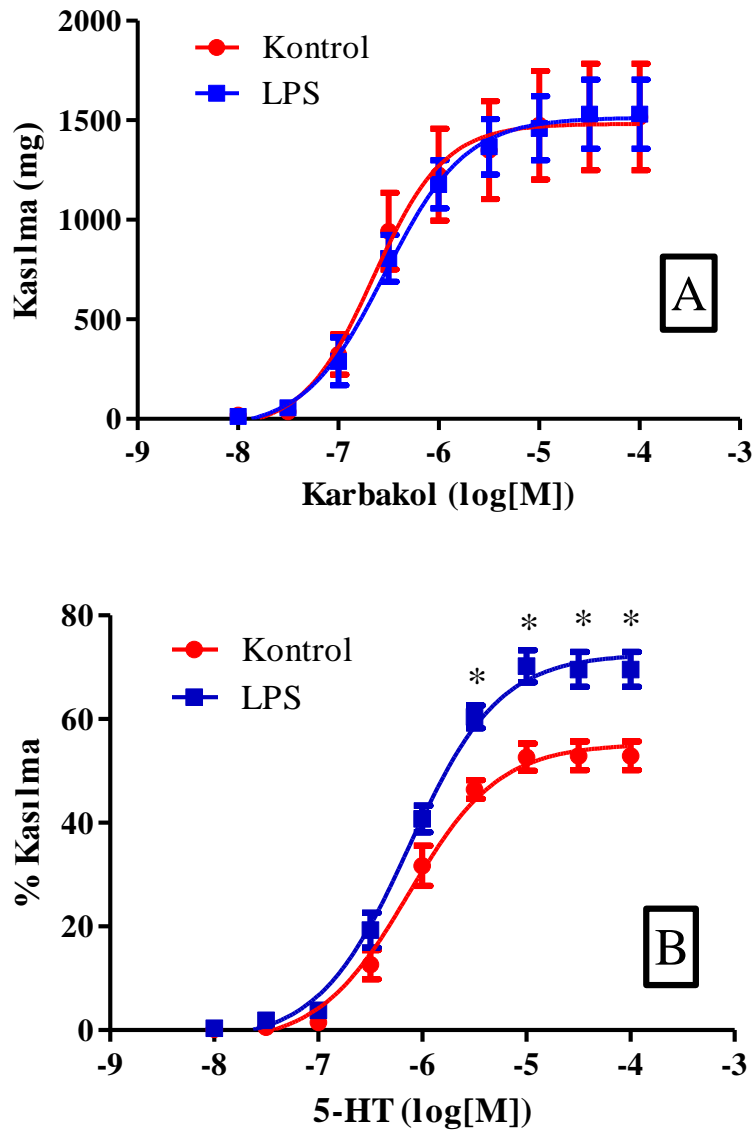 2000
1500
1000
500
0
Kasılma (mg)
Kontrol
LPS
A
-9 -8 -7 -6 -5 -4 -3
Karbakol (log[M])
80
60
40
20
0
% Kasılma
Kontrol
LPS
* * * *
B
-9 -8 -7 -6 -5 -4 -3
5-HT (log[M])